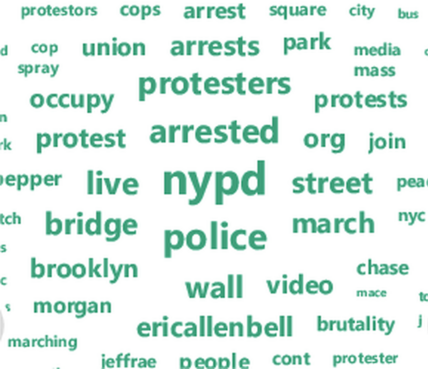 protestors cops arrest square city bus
d cop union arrests park media
spray protesters mass
occupy protests
n protest arrested org join
rk
epper live nypd street pea
tch bridge police march nyc
s
c brooklyn wall video chase
mace
s morgan ericallenbell brutality j
marching
jeffrae people cont protester